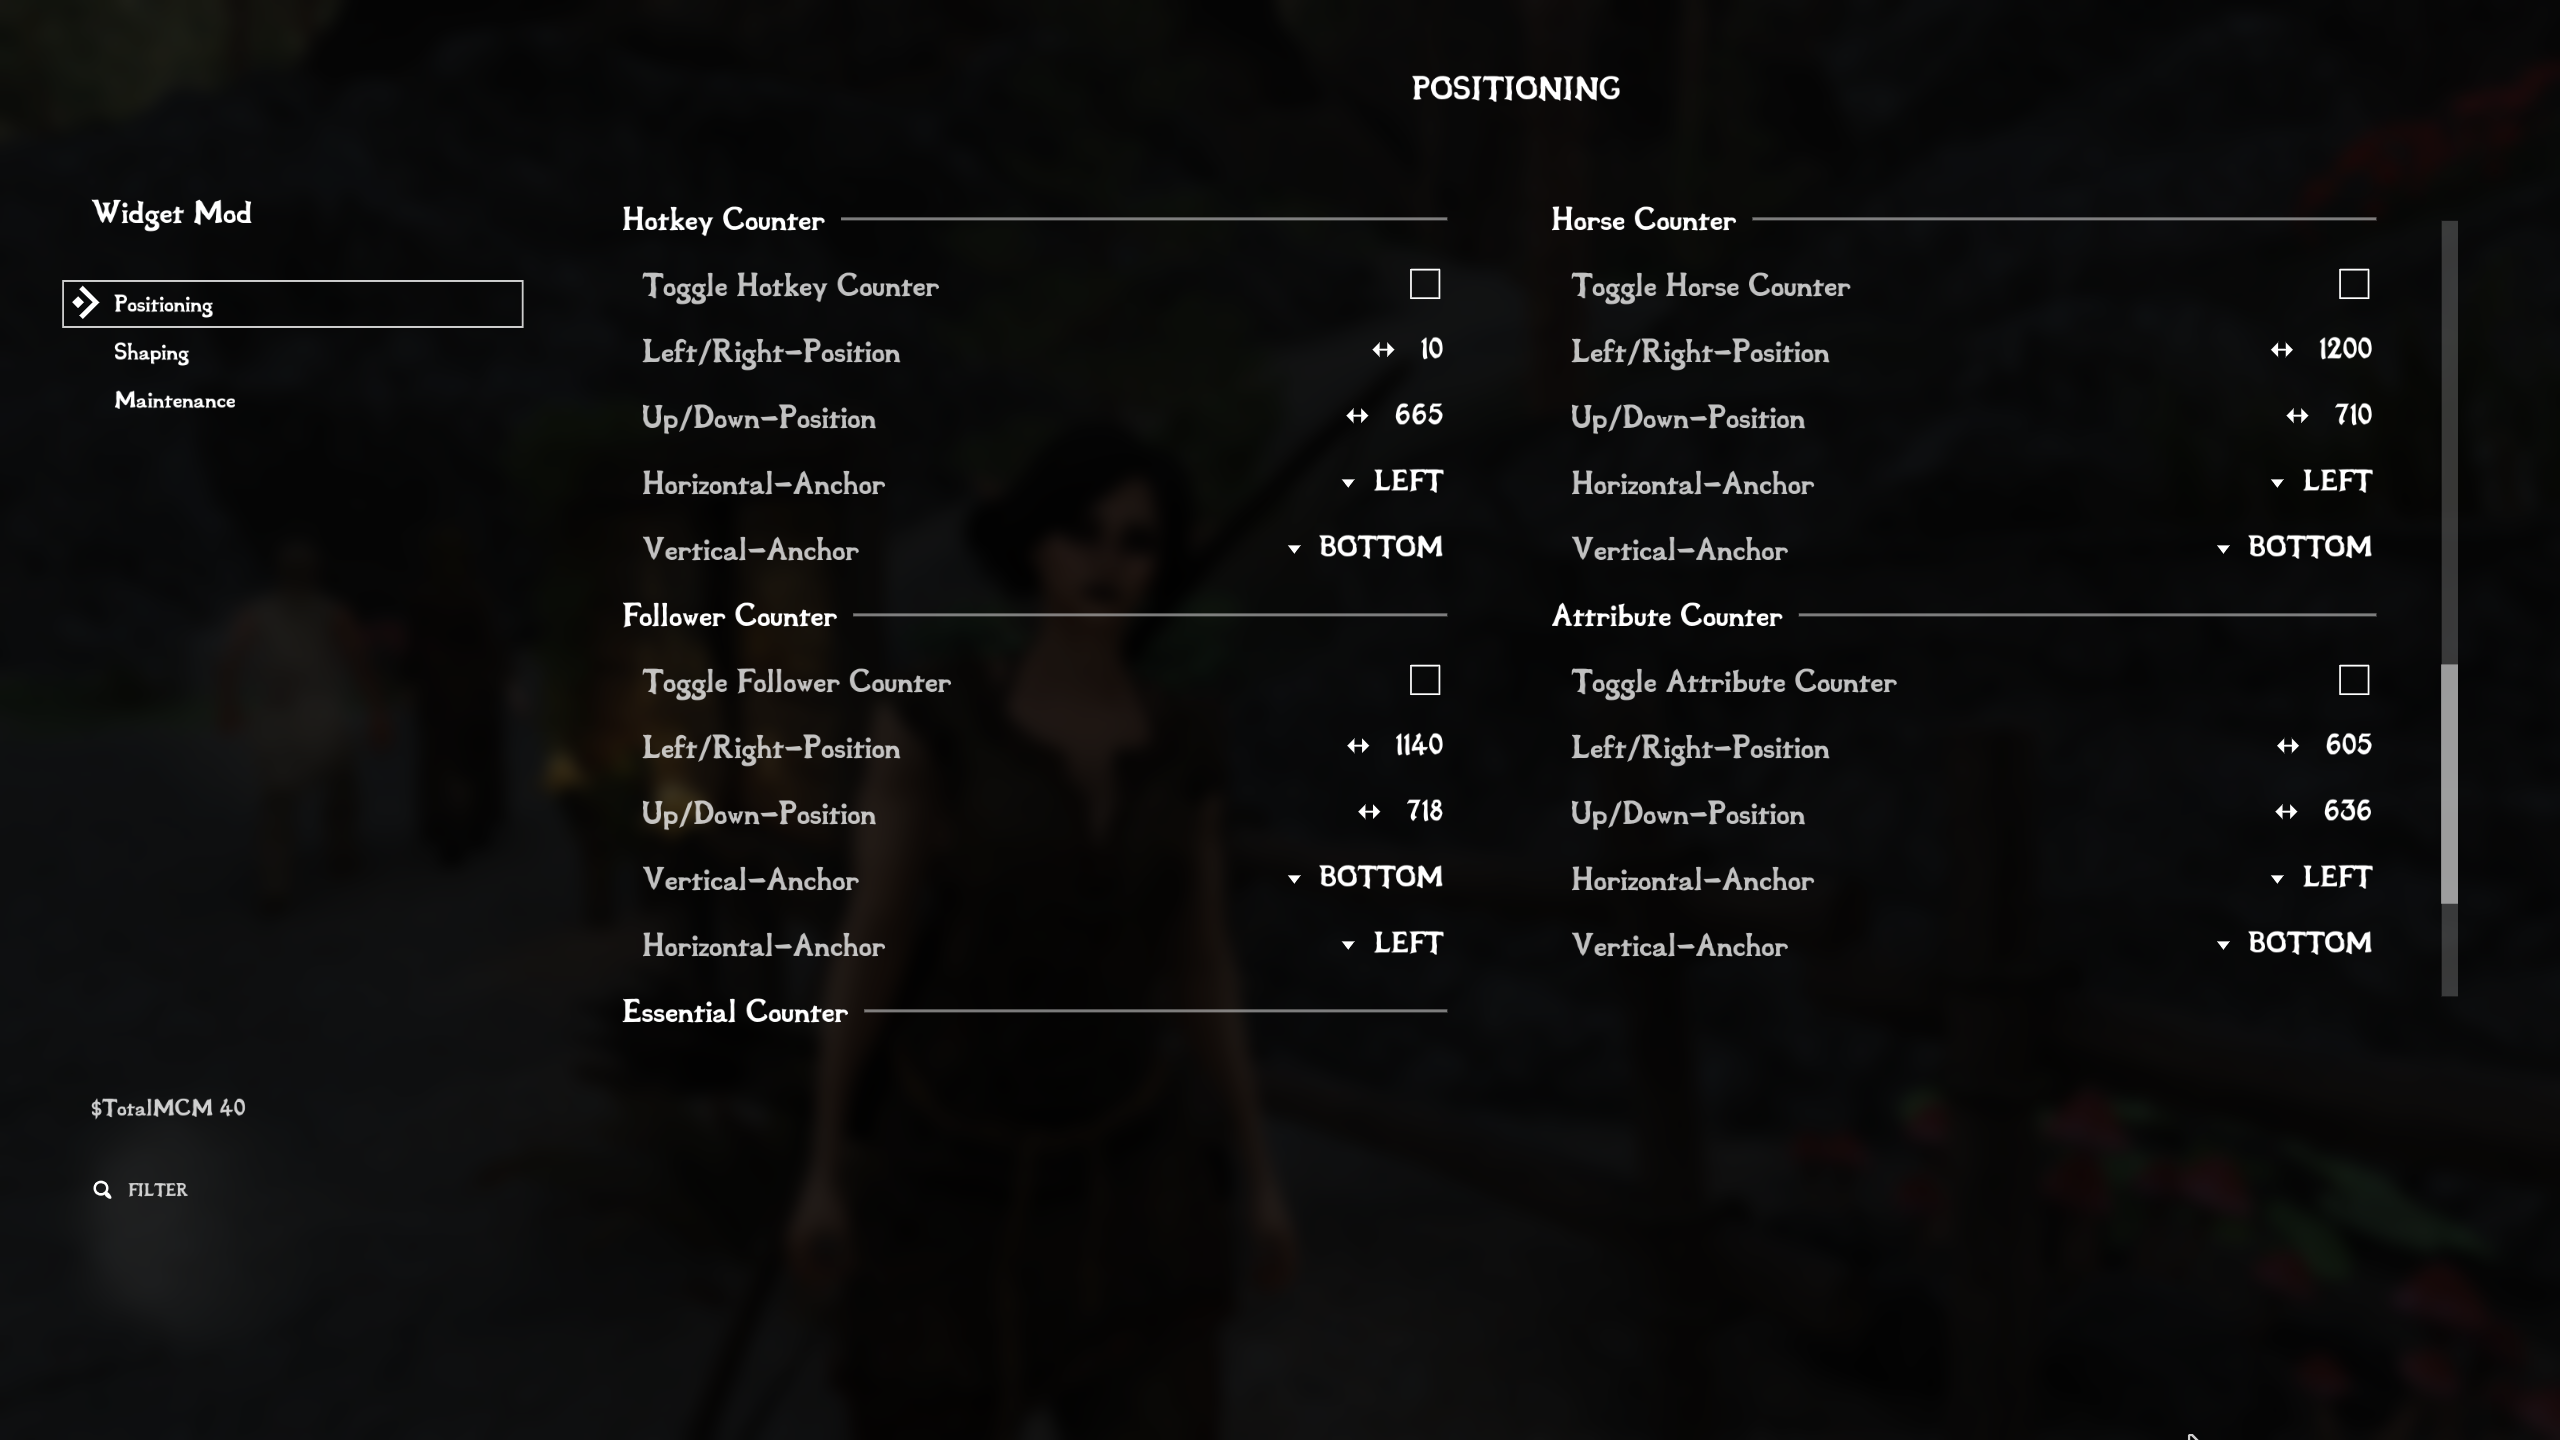 POSITIONING
Widget Mod
Positioning
Shaping
Maintenance
Hotkey Counter
Toggle Hotkey Counter
Left/Right-Position 10
Up/Down-Position 665
Horizontal-Anchor LEFT
Vertical-Anchor BOTTOM
Follower Counter
Toggle Follower Counter
Left/Right-Position 1140
Up/Down-Position 718
Vertical-Anchor BOTTOM
Horizontal-Anchor LEFT
Essential Counter
Horse Counter
Toggle Horse Counter
Left/Right-Position 1200
Up/Down-Position 710
Horizontal-Anchor LEFT
Vertical-Anchor BOTTOM
Attribute Counter
Toggle Attribute Counter
Left/Right-Position 605
Up/Down-Position 636
Horizontal-Anchor LEFT
Vertical-Anchor BOTTOM
$TotalMCM 40
FILTER